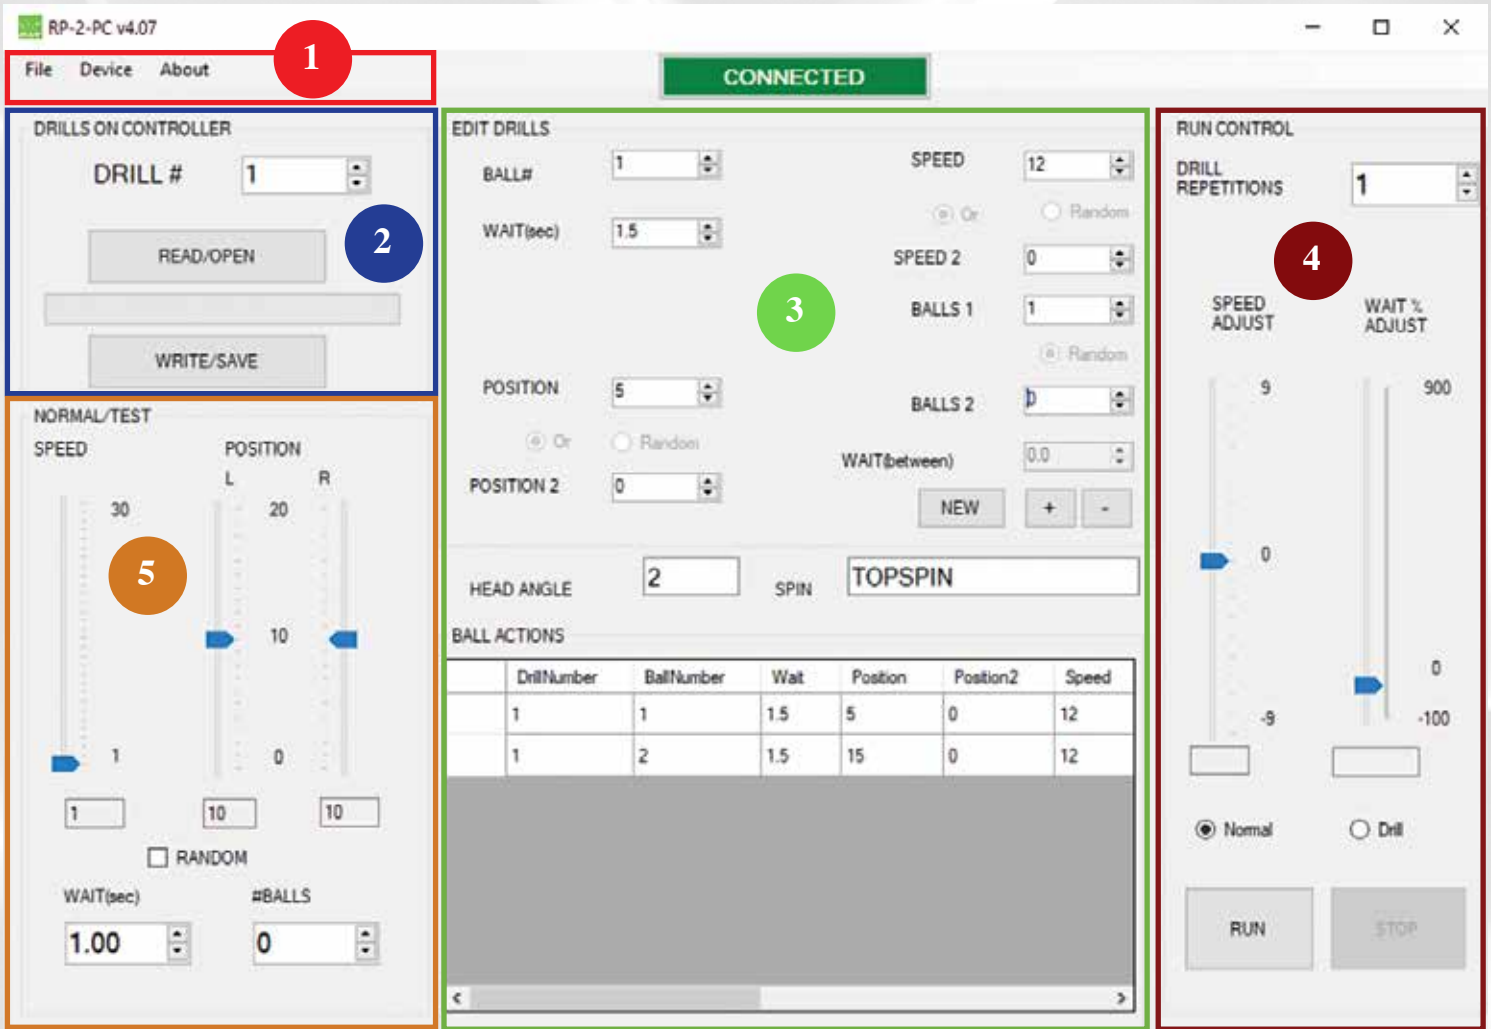 RP-2-PC v4.07
File Device About
1
CONNECTED
DRILLS ON CONTROLLER
DRILL # 1
2
READ/OPEN
WRITE/SAVE
NORMAL/TEST
SPEED POSITION
L R
30 20
5
10
1 0
1 10 10
RANDOM
WAIT(sec) #BALLS
1.00 0
EDIT DRILLS
BALL# 1
WAIT(sec) 1.5
POSITION 5
Or Random
POSITION 2 0
SPEED 12
Or Random
SPEED 2 0
3
BALLS 1 1
Random
BALLS 2 0
WAIT(between) 0.0
NEW + -
HEAD ANGLE 2 SPIN TOPSPIN
BALL ACTIONS
DrillNumber BallNumber Wait Position Postion2 Speed
1 1 1.5 5 0 12
1 2 1.5 15 0 12
RUN CONTROL
DRILL
REPETITIONS 1
4
SPEED
ADJUST
WAIT %
ADJUST
9 900
0
0
-9 -100
Normal Drill
RUN STOP